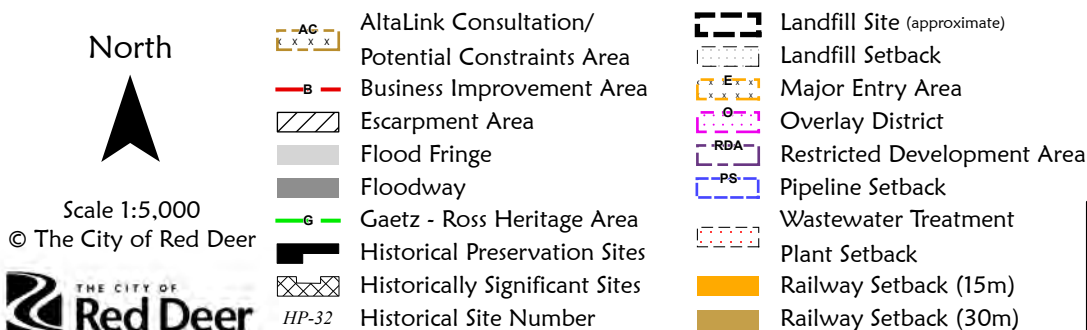 North
Scale 1:5,000
© The City of Red Deer
THE CITY OF
Red Deer
AC
x x x x
AltaLink Consultation/
Potential Constraints Area
B
Business Improvement Area
Escarpment Area
Flood Fringe
Floodway
G
Gaetz - Ross Heritage Area
Historical Preservation Sites
Historically Significant Sites
HP-32 Historical Site Number
Landfill Site (approximate)
Landfill Setback
E
x x x x
Major Entry Area
O
Overlay District
RDA
Restricted Development Area
PS
Pipeline Setback
Wastewater Treatment
Plant Setback
Railway Setback (15m)
Railway Setback (30m)